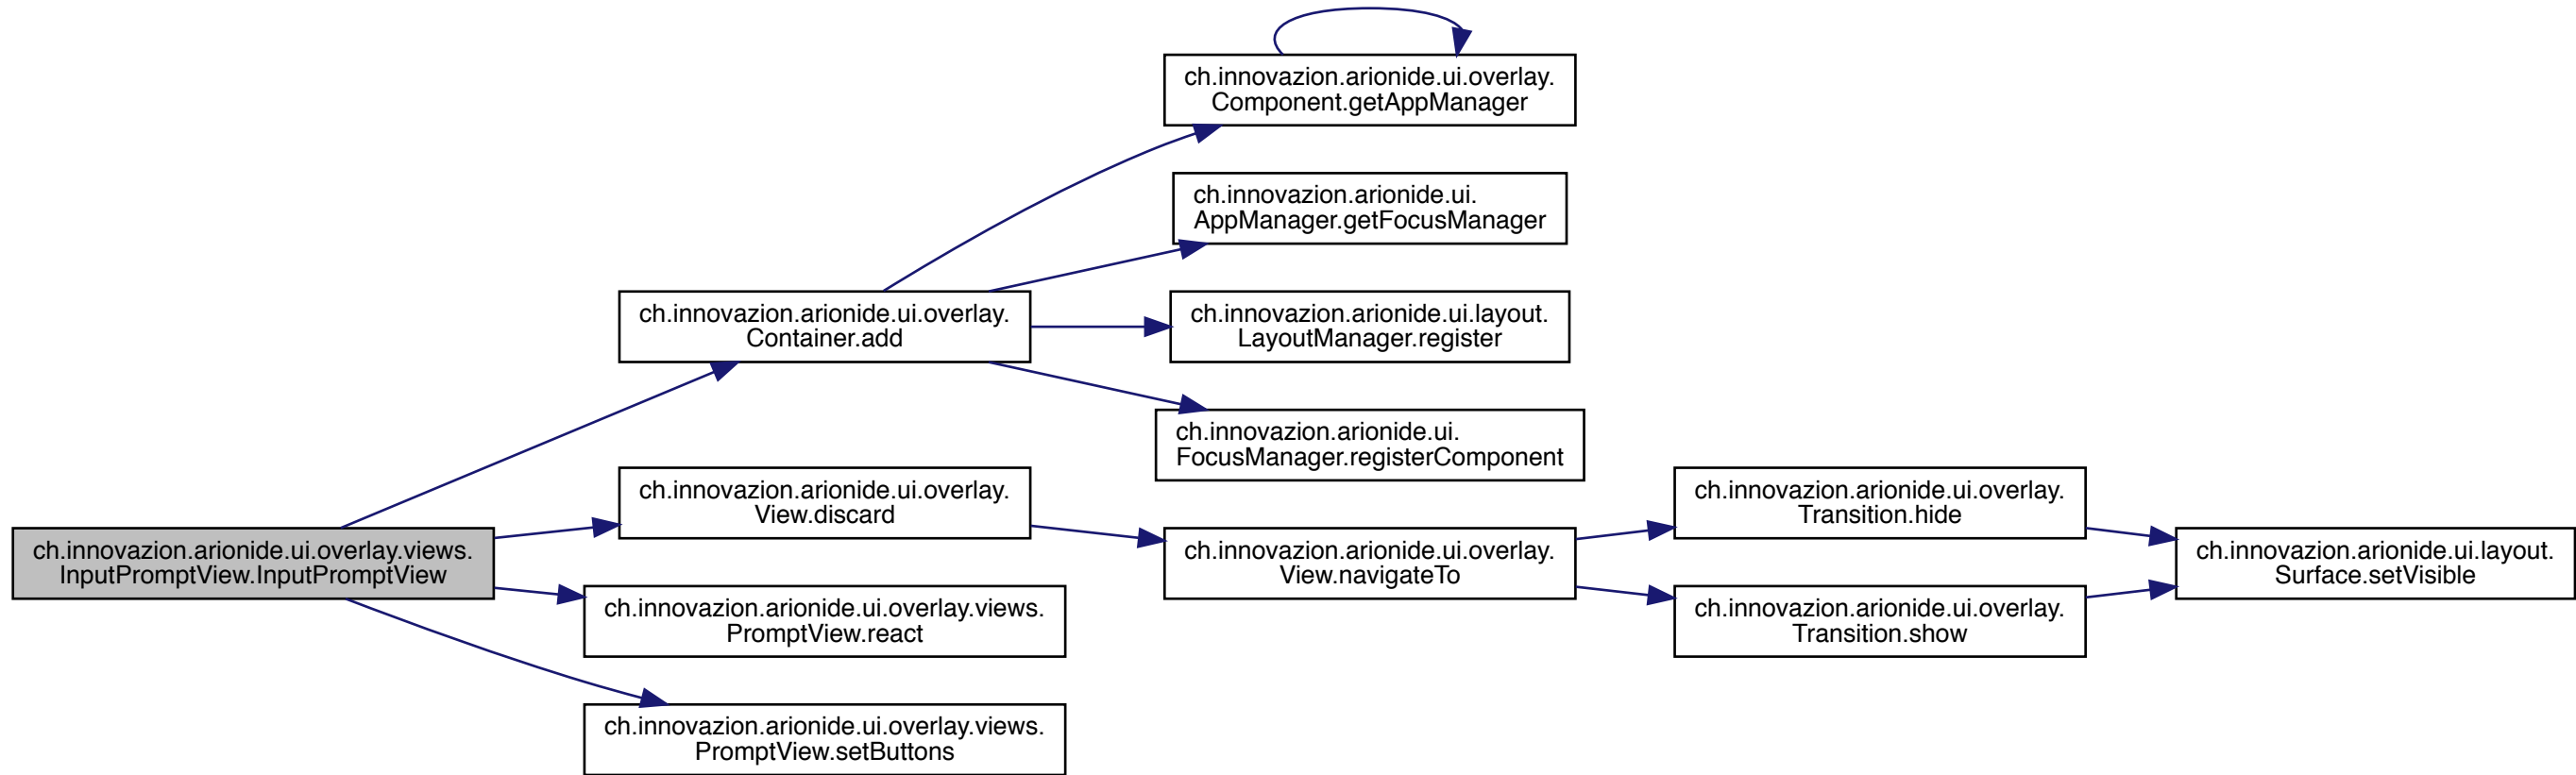 ch.innovazion.arionide.ui.overlay.
Component.getAppManager
ch.innovazion.arionide.ui.
AppManager.getFocusManager
ch.innovazion.arionide.ui.overlay.
Container.add
ch.innovazion.arionide.ui.layout.
LayoutManager.register
ch.innovazion.arionide.ui.
FocusManager.registerComponent
ch.innovazion.arionide.ui.overlay.
View.discard
ch.innovazion.arionide.ui.overlay.
Transition.hide
ch.innovazion.arionide.ui.overlay.views.
InputPromptView.InputPromptView
ch.innovazion.arionide.ui.overlay.
View.navigateTo
ch.innovazion.arionide.ui.layout.
Surface.setVisible
ch.innovazion.arionide.ui.overlay.views.
PromptView.react
ch.innovazion.arionide.ui.overlay.
Transition.show
ch.innovazion.arionide.ui.overlay.views.
PromptView.setButtons